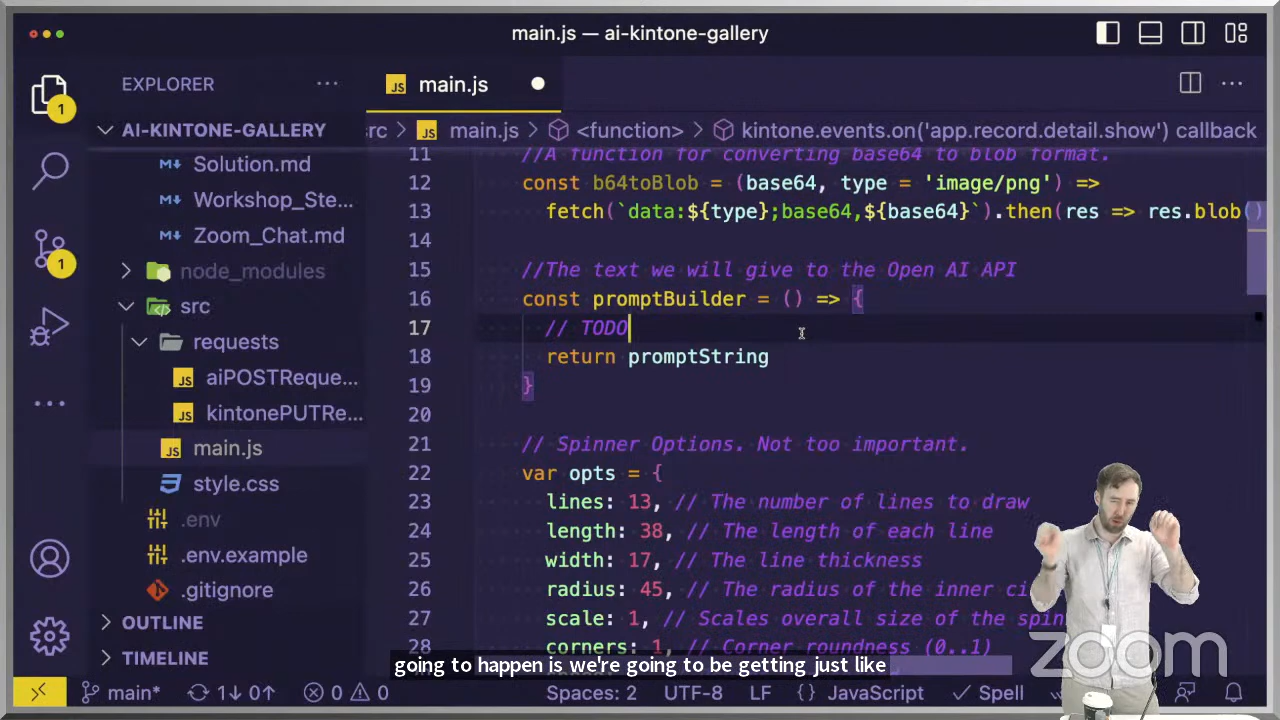 main.js — ai-kintone-gallery
EXPLORER
main.js
AI-KINTONE-GALLERY
src > main.js > <function> > kintone.events.on('app.record.detail.show') callback
Solution.md
Workshop_Ste...
Zoom_Chat.md
node_modules
src
requests
aiPOSTReque...
kintonePUTRe...
main.js
style.css
.env
.env.example
.gitignore
OUTLINE
TIMELINE
11 //A function for converting base64 to blob format.
12 const b64toBlob = (base64, type = 'image/png') =>
13 fetch(`data:${type};base64,${base64}`).then(res => res.blob()
14
15 //The text we will give to the Open AI API
16 const promptBuilder = () => {
17 // TODO
18 return promptString
19 }
20
21 // Spinner Options. Not too important.
22 var opts = {
23 lines: 13, // The number of lines to draw
24 length: 38, // The length of each line
25 width: 17, // The line thickness
26 radius: 45, // The radius of the inner ci
27 scale: 1, // Scales overall size of the spin
28 corners: 1, // Corner roundness (0..1)
going to happen is we're going to be getting just like
zoom
1
1
main* 1↓ 0↑ 0 0 Spaces: 2 UTF-8 LF {} JavaScript Spell